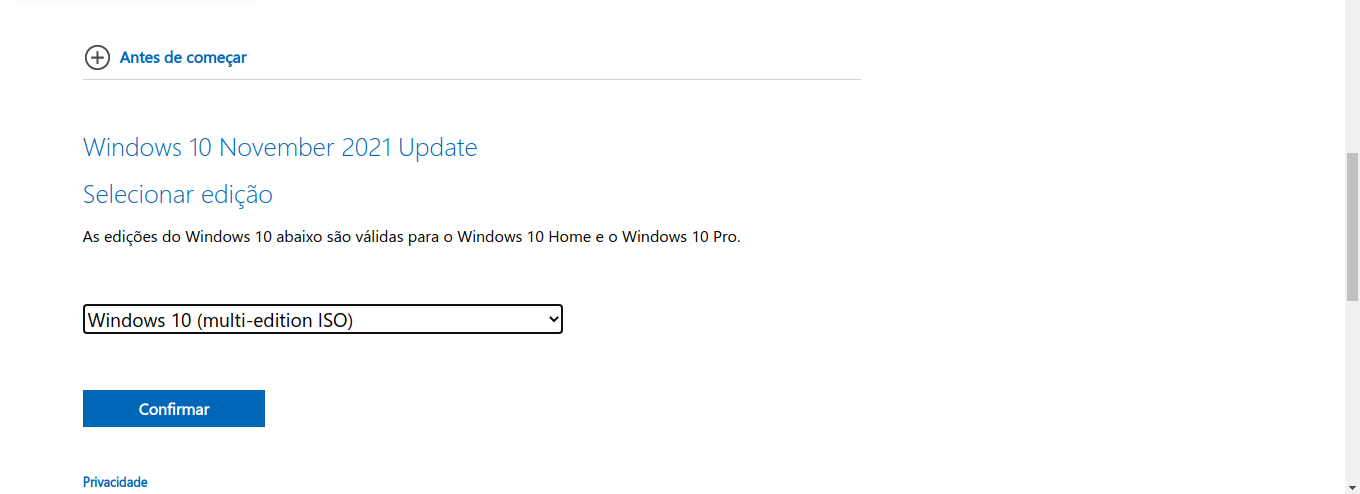 Antes de começar
Windows 10 November 2021 Update
Selecionar edição
As edições do Windows 10 abaixo são válidas para o Windows 10 Home e o Windows 10 Pro.
Windows 10 (multi-edition ISO)
Confirmar
Privacidade